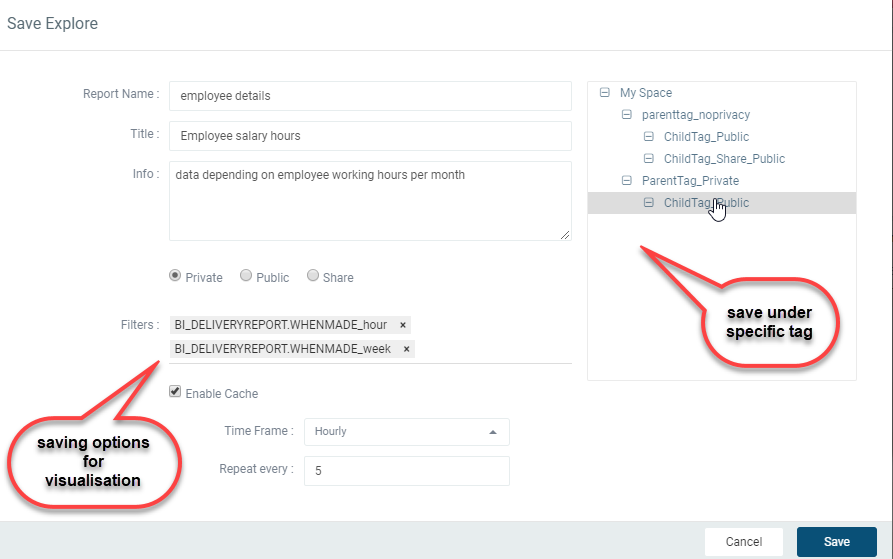 Save Explore
Report Name :
employee details
Title :
Employee salary hours
Info :
data depending on employee working hours per month
Private
Public
Share
Filters :
BI_DELIVERYREPORT.WHENMADE_hour ×
BI_DELIVERYREPORT.WHENMADE_week ×
Enable Cache
Time Frame :
Hourly
Repeat every :
5
My Space
parenttag_noprivacy
ChildTag_Public
ChildTag_Share_Public
ParentTag_Private
ChildTag_Public
save under
specific tag
saving options
for
visualisation
Cancel
Save